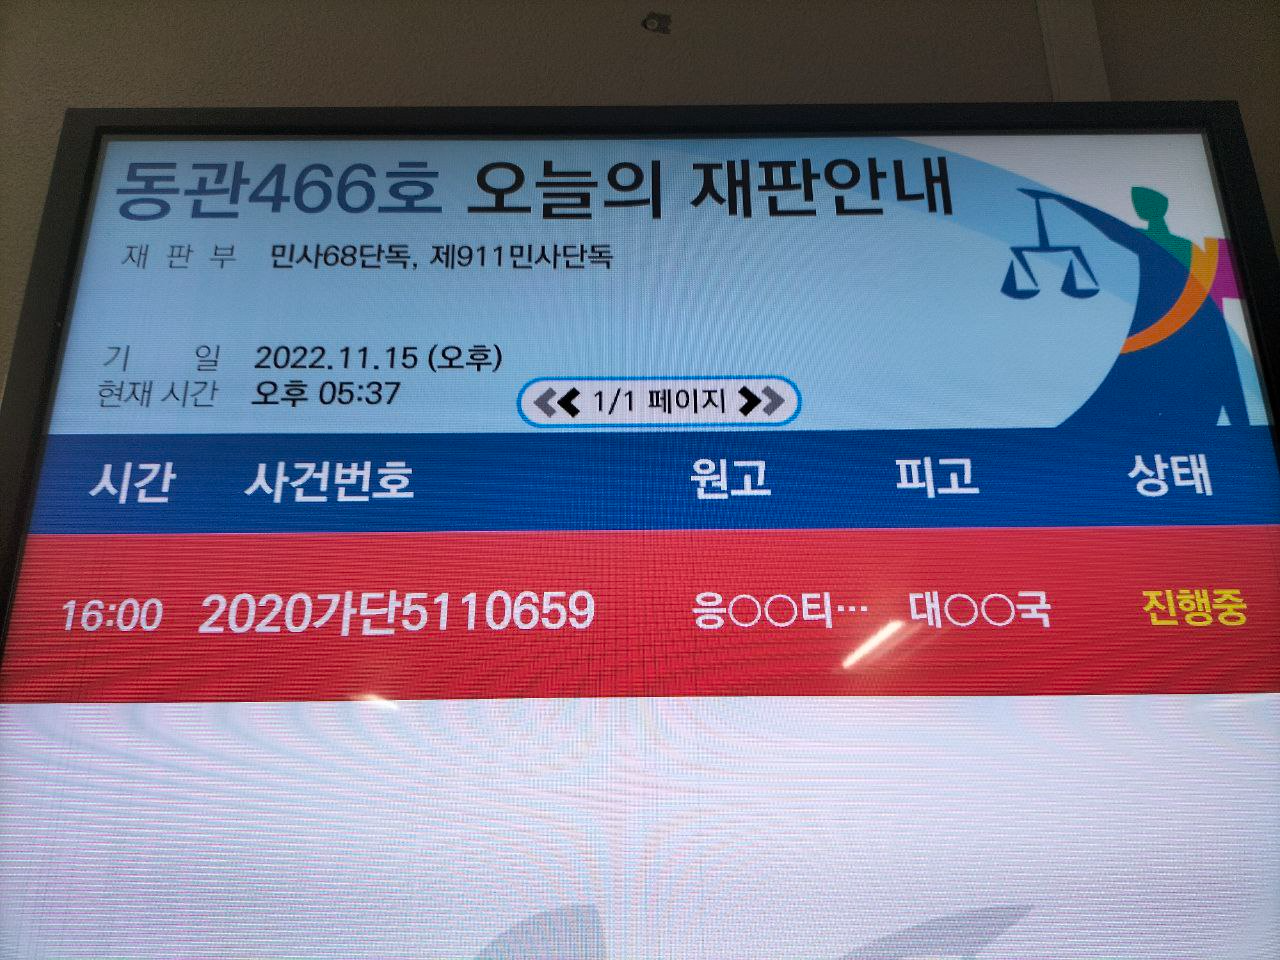 동관466호 오늘의 재판안내
재 판 부 민사68단독, 제911민사단독
기 일 2022.11.15 (오후)
현재 시간 오후 05:37
1/1 페이지
시간 사건번호 원고 피고 상태
16:00 2020가단5110659 응○○티… 대○○국 진행중